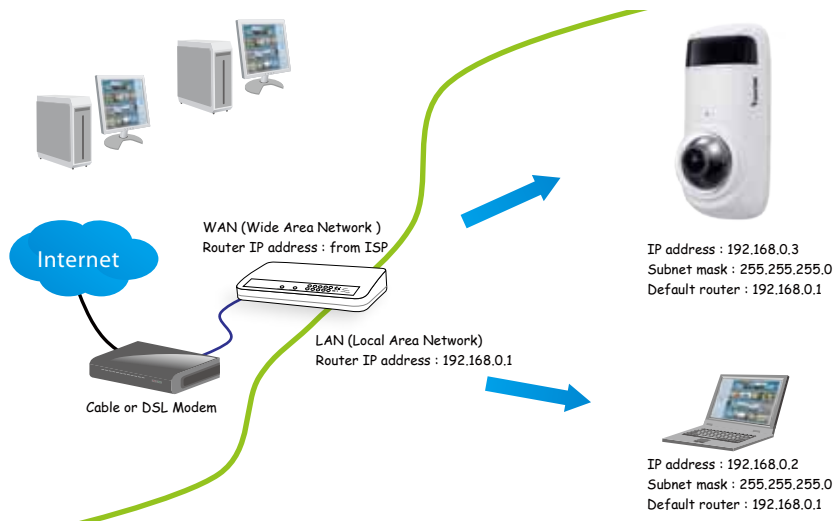 WAN (Wide Area Network )
Router IP address : from ISP
Internet
Cable or DSL Modem
LAN (Local Area Network)
Router IP address : 192.168.0.1
IP address : 192.168.0.3
Subnet mask : 255.255.255.0
Default router : 192.168.0.1
IP address : 192.168.0.2
Subnet mask : 255.255.255.0
Default router : 192.168.0.1